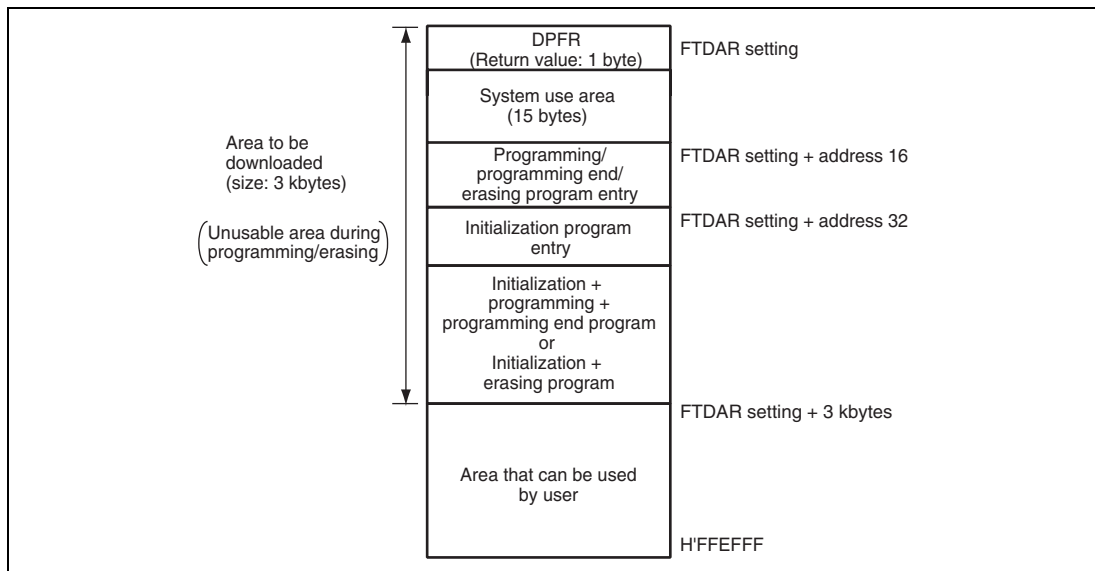 DPFR
(Return value: 1 byte)
FTDAR setting
System use area
(15 bytes)
Area to be
downloaded
(size: 3 kbytes)
(Unusable area during
programming/erasing)
Programming/
programming end/
erasing program entry
FTDAR setting + address 16
Initialization program
entry
FTDAR setting + address 32
Initialization +
programming +
programming end program
or
Initialization +
erasing program
FTDAR setting + 3 kbytes
Area that can be used
by user
H'FFEFFF